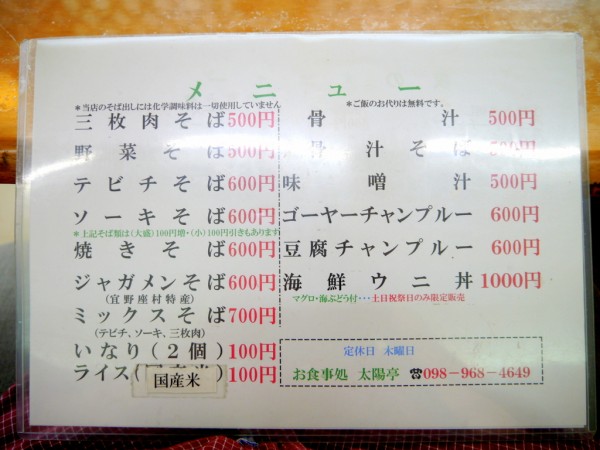 メニュー
＊当店のそば出しには化学調味料は一切使用していません
三枚肉そば500円
野菜そば500円
テビチそば600円
ソーキそば600円
＊上記そば類は(大盛)100円増・(小)100円引きもあります
焼きそば600円
ジャガメンそば600円
(宜野座村特産)
ミックスそば700円
(テビチ、ソーキ、三枚肉)
いなり(2個)100円
ライス( 100円
国産米
＊ご飯のお代りは無料です。
骨汁 500円
骨汁そば 500円
味噌汁 500円
ゴーヤーチャンプルー 600円
豆腐チャンプルー 600円
海鮮ウニ丼 1000円
マグロ・海ぶどう付・・・土日祝祭日のみ限定販売
定休日 木曜日
お食事処 太陽亭 ☎098-968-4649